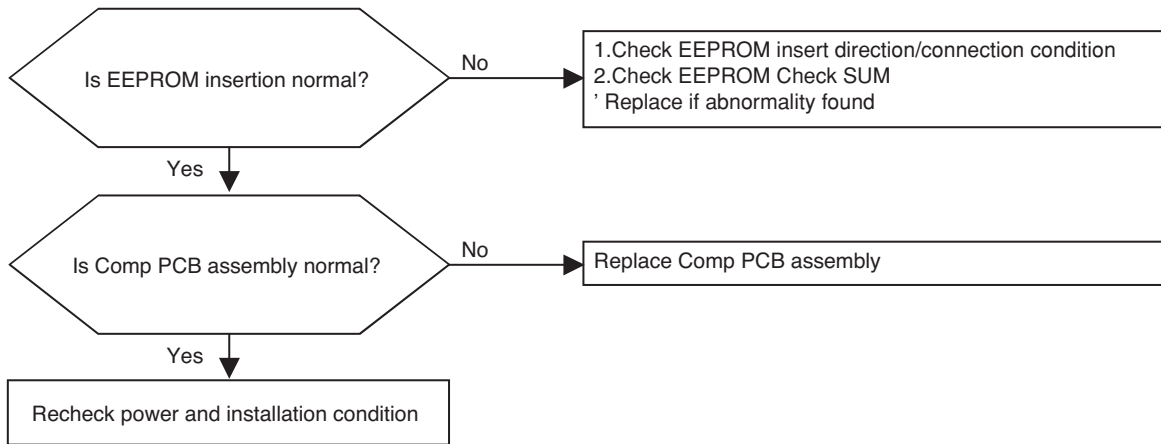 Is EEPROM insertion normal?
No
1.Check EEPROM insert direction/connection condition
2.Check EEPROM Check SUM
’ Replace if abnormality found
Yes
Is Comp PCB assembly normal?
No
Replace Comp PCB assembly
Yes
Recheck power and installation condition